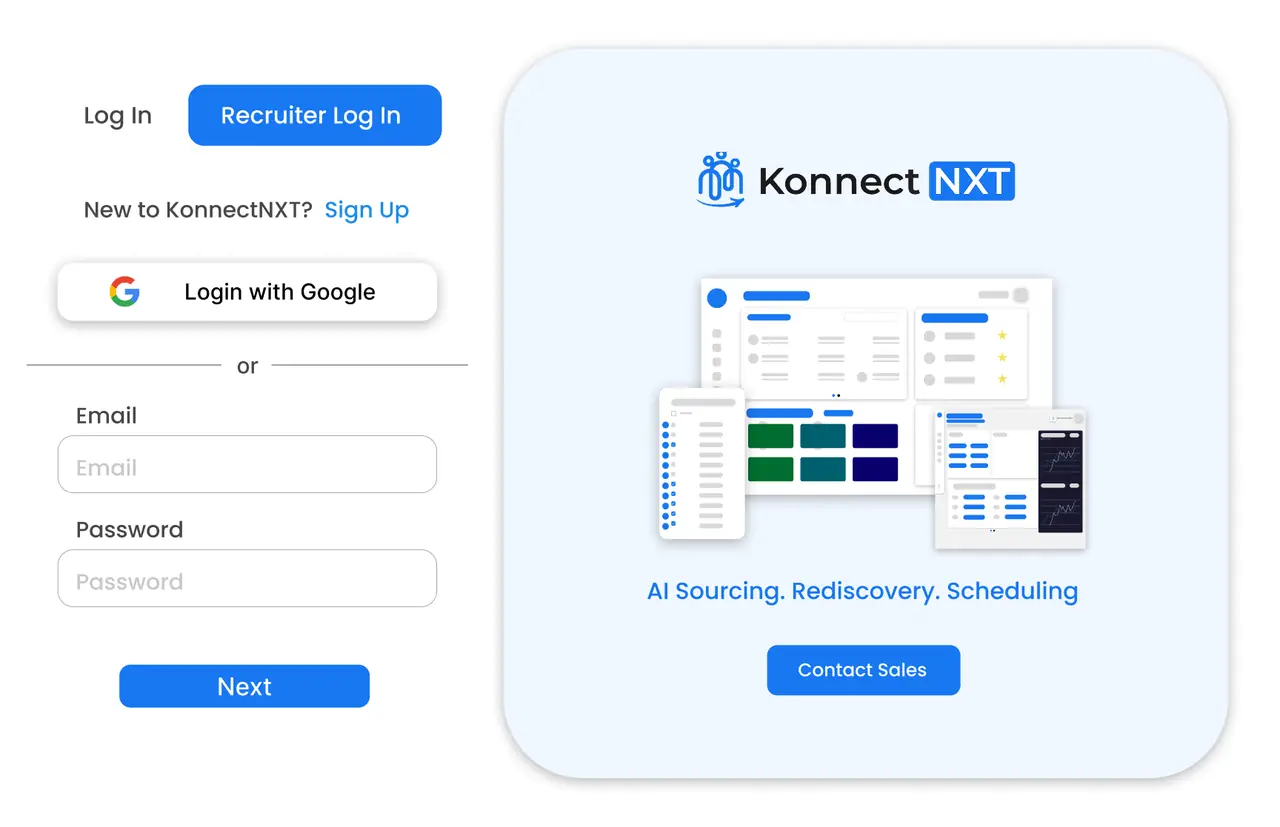 Log In
Recruiter Log In
New to KonnectNXT? Sign Up
Login with Google
or
Email
Email
Password
Password
Next
Konnect NXT
AI Sourcing. Rediscovery. Scheduling
Contact Sales